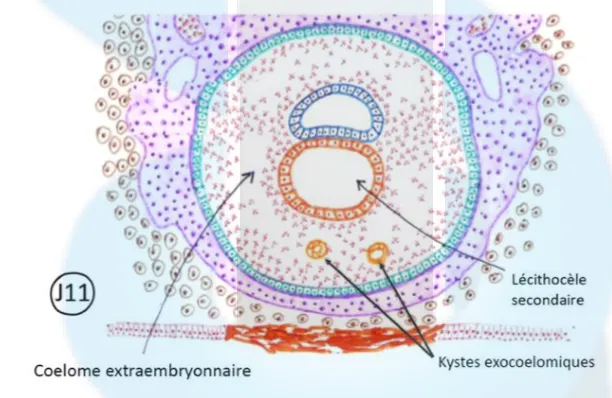 Lécithocèle
secondaire
J11
Kystes exocoelomiques
Coelome extraembryonnaire